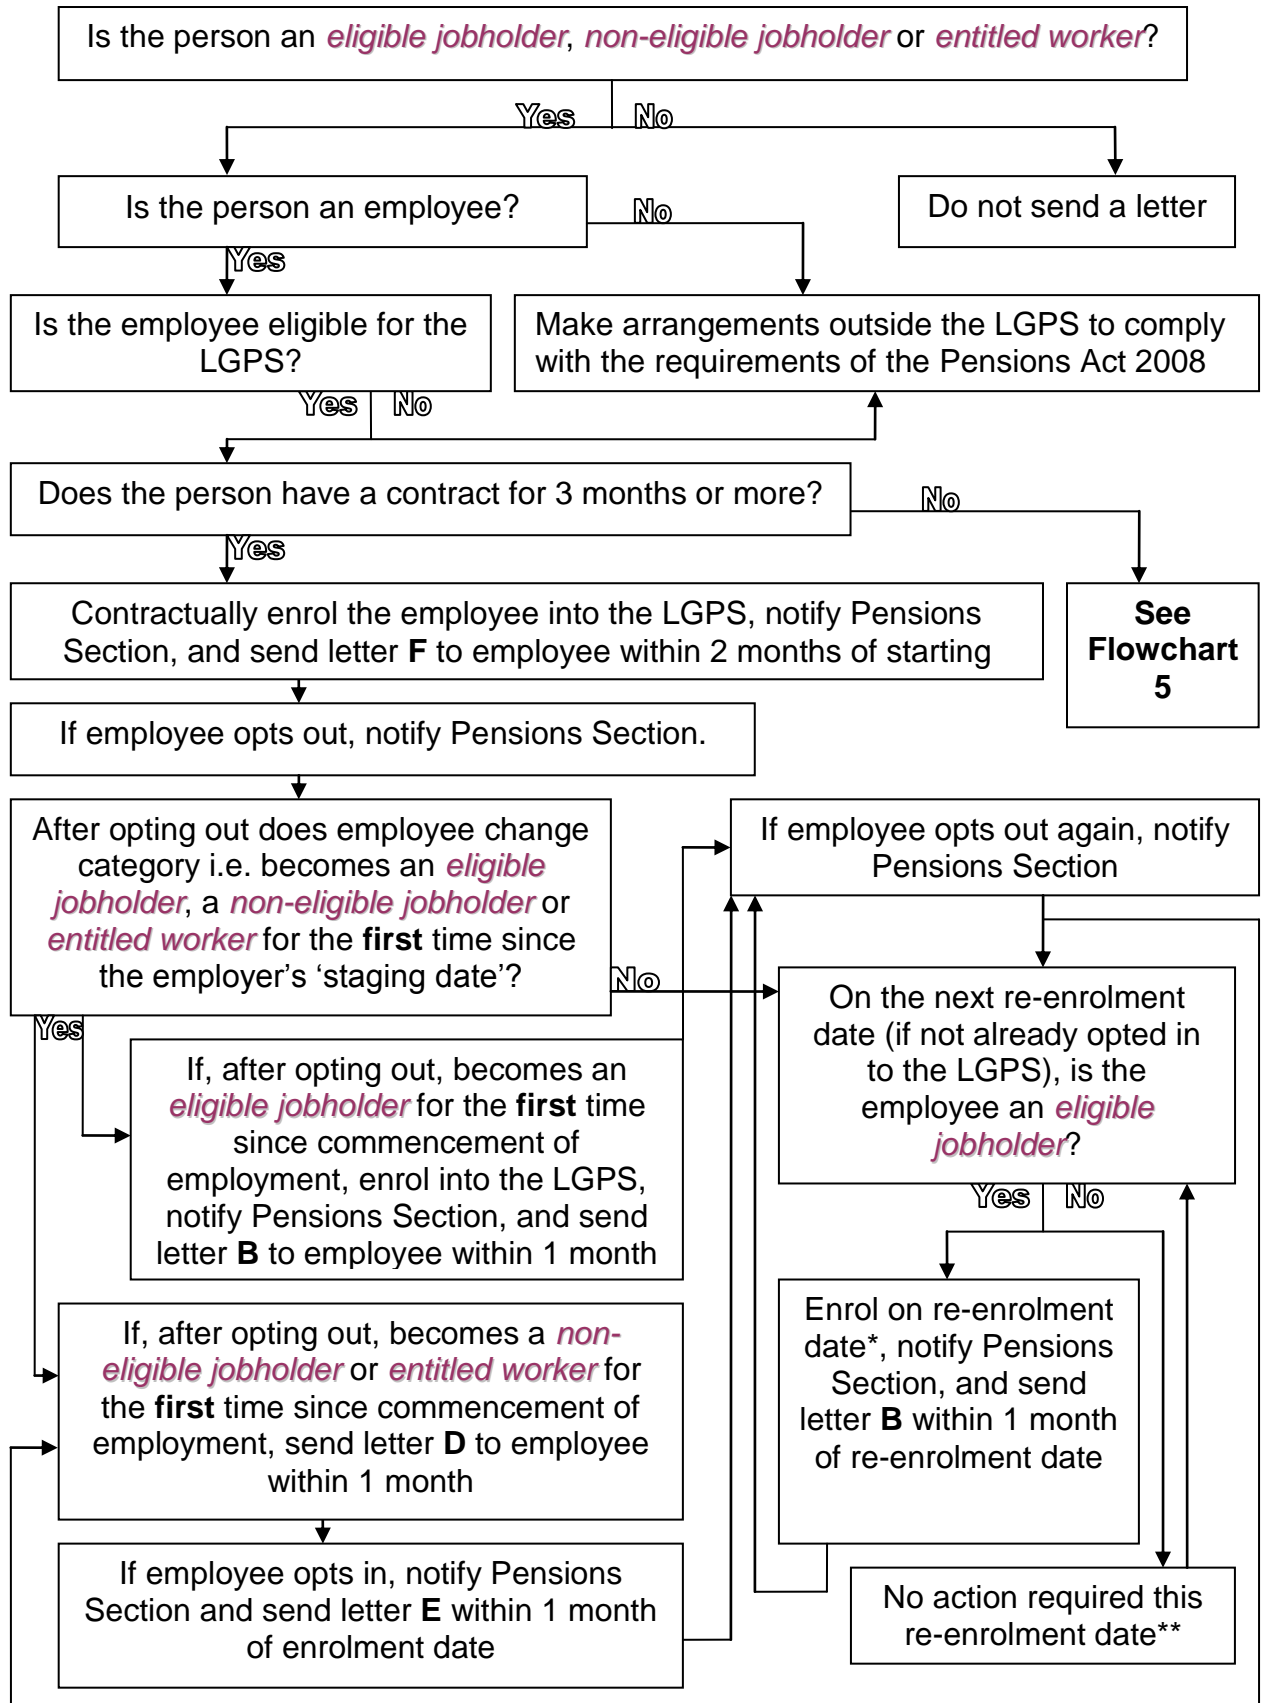 Is the person an eligible jobholder, non-eligible jobholder or entitled worker?
Yes No
Is the person an employee?
No
Do not send a letter
Yes
Is the employee eligible for the
LGPS?
Make arrangements outside the LGPS to comply
with the requirements of the Pensions Act 2008
Yes No
Does the person have a contract for 3 months or more?
No
Yes
Contractually enrol the employee into the LGPS, notify Pensions
Section, and send letter F to employee within 2 months of starting
See
Flowchart
5
If employee opts out, notify Pensions Section.
After opting out does employee change
category i.e. becomes an eligible
jobholder, a non-eligible jobholder or
entitled worker for the first time since
the employer's 'staging date'?
No
Yes
If employee opts out again, notify
Pensions Section
On the next re-enrolment
date (if not already opted in
to the LGPS), is the
employee an eligible
jobholder?
Yes No
If, after opting out, becomes an
eligible jobholder for the first time
since commencement of
employment, enrol into the LGPS,
notify Pensions Section, and send
letter B to employee within 1 month
Enrol on re-enrolment
date*, notify Pensions
Section, and send
letter B within 1 month
of re-enrolment date
If, after opting out, becomes a non-
eligible jobholder or entitled worker for
the first time since commencement of
employment, send letter D to employee
within 1 month
If employee opts in, notify Pensions
Section and send letter E within 1 month
of enrolment date
No action required this
re-enrolment date**